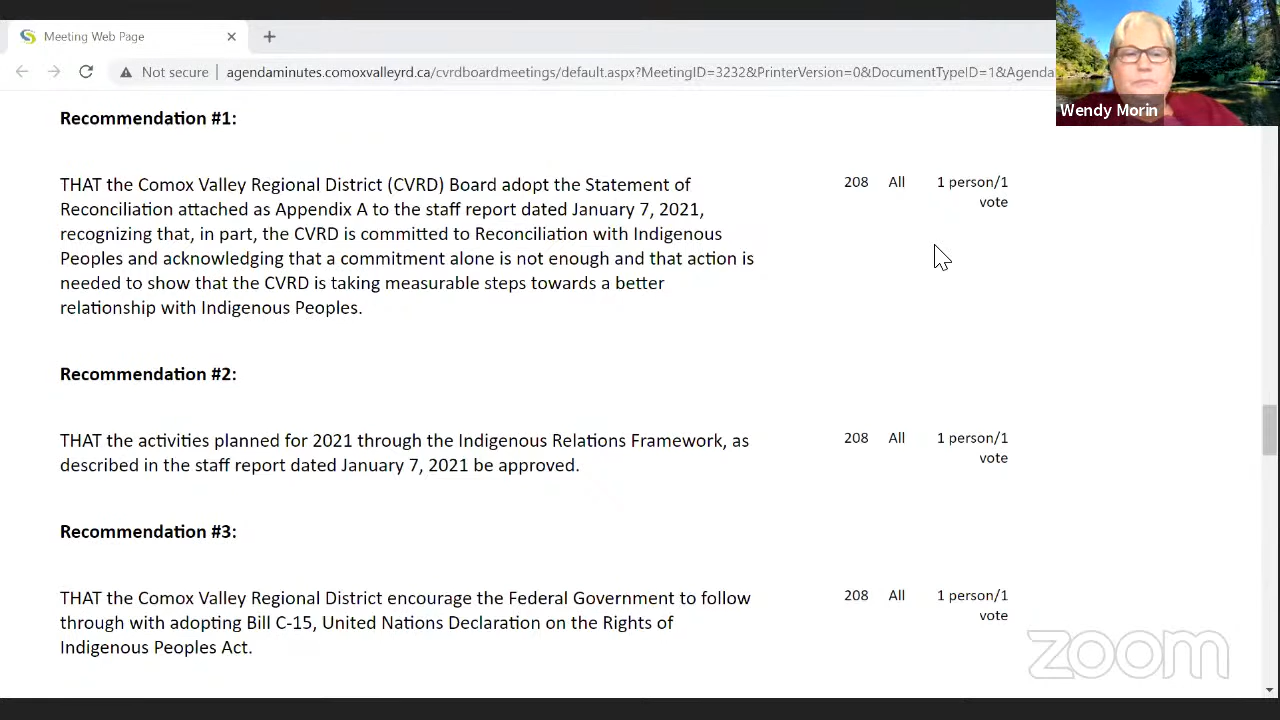 Meeting Web Page
Not secure | agendaminutes.comoxvalleyrd.ca/cvrdboardmeetings/default.aspx?MeetingID=3232&PrinterVersion=0&DocumentTypeID=1&Agenda
Wendy Morin
Recommendation #1:
THAT the Comox Valley Regional District (CVRD) Board adopt the Statement of
Reconciliation attached as Appendix A to the staff report dated January 7, 2021,
recognizing that, in part, the CVRD is committed to Reconciliation with Indigenous
Peoples and acknowledging that a commitment alone is not enough and that action is
needed to show that the CVRD is taking measurable steps towards a better
relationship with Indigenous Peoples.
208 All 1 person/1
vote
Recommendation #2:
THAT the activities planned for 2021 through the Indigenous Relations Framework, as
described in the staff report dated January 7, 2021 be approved.
208 All 1 person/1
vote
Recommendation #3:
THAT the Comox Valley Regional District encourage the Federal Government to follow
through with adopting Bill C-15, United Nations Declaration on the Rights of
Indigenous Peoples Act.
208 All 1 person/1
vote
zoom